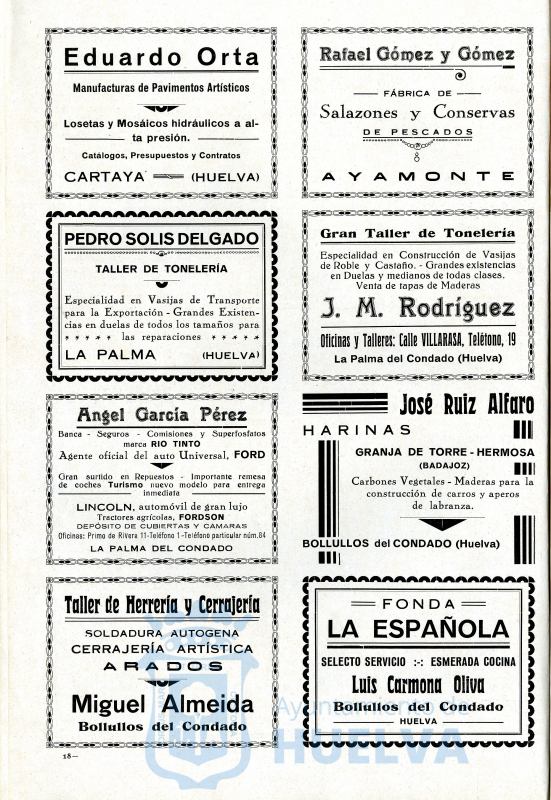 Eduardo Orta
Manufacturas de Pavimentos Artísticos
Losetas y Mosáicos hidráulicos a al-
ta presión.
Catálogos, Presupuestos y Contratos
CARTAYA (HUELVA)
Rafael Gómez y Gómez
FÁBRICA DE
Salazones y Conservas
DE PESCADOS
AYAMONTE
PEDRO SOLIS DELGADO
TALLER DE TONELERÍA
Especialidad en Vasijas de Transporte
para la Exportación - Grandes Existen-
cias en duelas de todos los tamaños para
las reparaciones
LA PALMA (HUELVA)
Gran Taller de Tonelería
Especialidad en Construcción de Vasijas
de Roble y Castaño. - Grandes existencias
en Duelas y medianos de todas clases.
Venta de tapas de Maderas
J. M. Rodríguez
Oficinas y Talleres: Calle VILLARASA, Teléfono, 19
La Palma del Condado (Huelva)
Angel García Pérez
Banca - Seguros - Comisiones y Superfosfatos
marca RIO TINTO
Agente oficial del auto Universal, FORD
Gran surtido en Repuestos - Importante remesa
de coches Turismo nuevo modelo para entrega
inmediata
LINCOLN, automóvil de gran lujo
Tractores agrícolas, FORDSON
DEPÓSITO DE CUBIERTAS Y CAMARAS
Oficinas: Primo de Rivera 11-Teléfono 1 -Teléfono particular núm. 84
LA PALMA DEL CONDADO
José Ruiz Alfaro
HARINAS
GRANJA DE TORRE - HERMOSA
(BADAJOZ)
Carbones Vegetales - Maderas para la
construcción de carros y aperos
de labranza.
BOLLULLOS del CONDADO (Huelva)
Taller de Herrería y Cerrajería
SOLDADURA AUTOGENA
CERRAJERÍA ARTÍSTICA
ARADOS
Miguel Almeida
Bollullos del Condado
FONDA
LA ESPAÑOLA
SELECTO SERVICIO :-: ESMERADA COCINA
Luis Carmona Oliva
Bollullos del Condado
HUELVA
Ayuntamiento de
HUELVA
18—